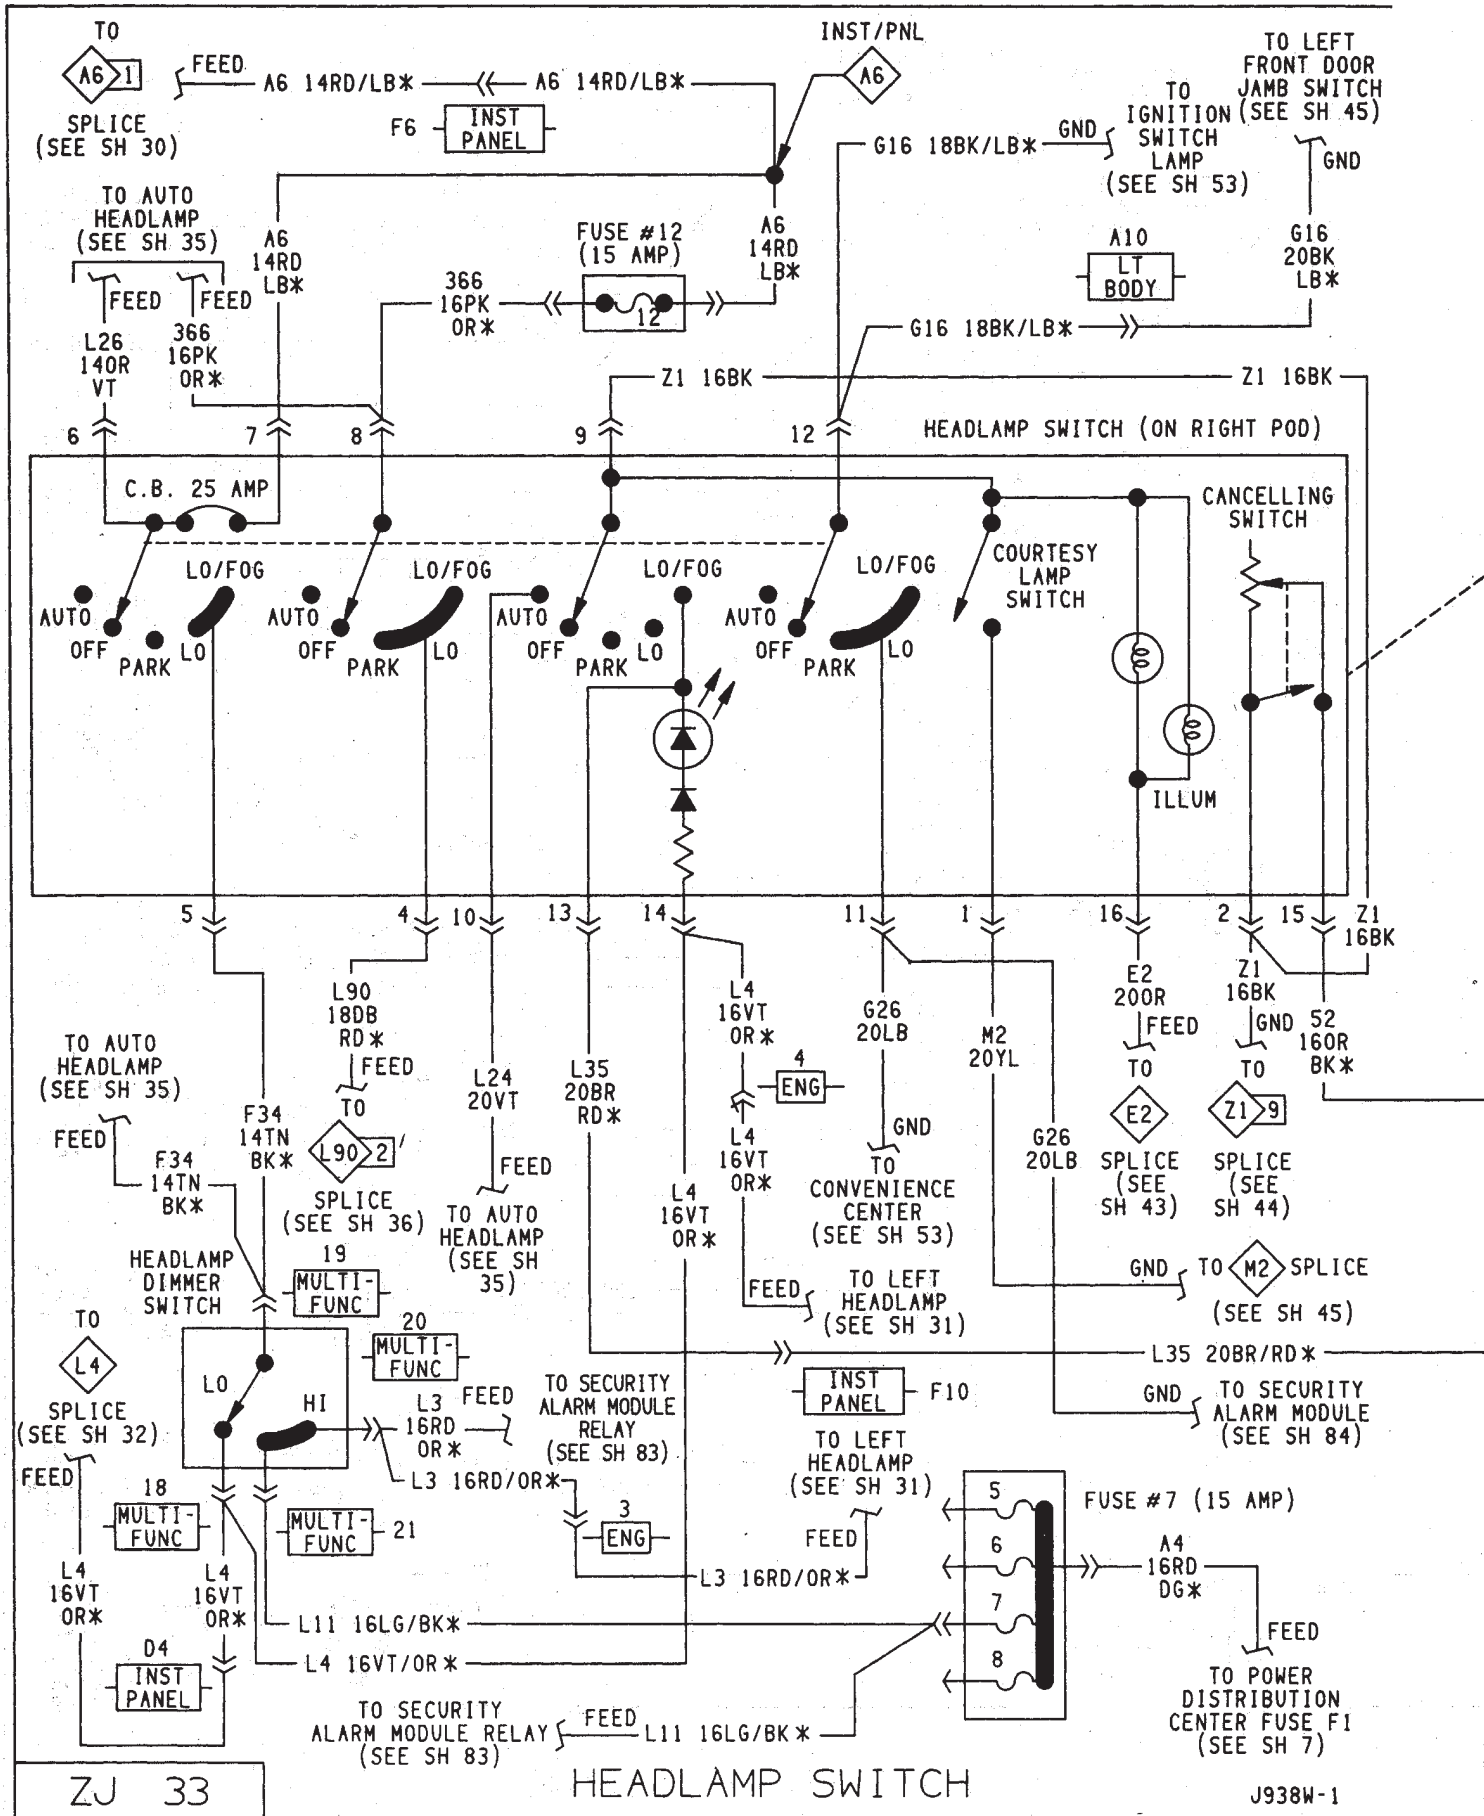 TO
A6 1
SPLICE
(SEE SH 30)
FEED
A6 14RD/LB*
A6 14RD/LB*
F6
INST
PANEL
INST/PNL
A6
TO LEFT
FRONT DOOR
JAMB SWITCH
(SEE SH 45)
GND
TO
IGNITION
SWITCH
LAMP
(SEE SH 53)
G16 18BK/LB*
GND
TO AUTO
HEADLAMP
(SEE SH 35)
FEED
FEED
A6
14RD
LB*
FUSE #12
(15 AMP)
12
A6
14RD
LB*
A10
LT
BODY
G16
20BK
LB*
L26
14OR
VT
366
16PK
OR*
366
16PK
OR*
G16 18BK/LB*
Z1 16BK
Z1 16BK
6
7
8
9
12
HEADLAMP SWITCH (ON RIGHT POD)
C.B. 25 AMP
CANCELLING
SWITCH
COURTESY
LAMP
SWITCH
LO/FOG
LO/FOG
LO/FOG
LO/FOG
AUTO
OFF
PARK
LO
AUTO
OFF
PARK
LO
AUTO
OFF
PARK
LO
AUTO
OFF
PARK
LO
ILLUM
5
4
10
13
14
11
1
16
2
15
Z1
16BK
L90
18DB
RD*
FEED
TO
L90 2
SPLICE
(SEE SH 36)
L4
16VT
OR*
4
ENG
L4
16VT
OR*
G26
20LB
GND
TO
CONVENIENCE
CENTER
(SEE SH 53)
M2
20YL
E2
20OR
FEED
TO
E2
SPLICE
(SEE
SH 43)
Z1
16BK
GND
TO
Z1 9
SPLICE
(SEE
SH 44)
52
16OR
BK*
TO AUTO
HEADLAMP
(SEE SH 35)
FEED
F34
14TN
BK*
F34
14TN
BK*
L24
20VT
FEED
TO AUTO
HEADLAMP
(SEE SH
35)
L35
20BR
RD*
L4
16VT
OR*
G26
20LB
HEADLAMP
DIMMER
SWITCH
19
MULTI-
FUNC
FEED
TO LEFT
HEADLAMP
(SEE SH 31)
GND
TO
M2
SPLICE
(SEE SH 45)
TO
L4
SPLICE
(SEE SH 32)
FEED
LO
HI
20
MULTI-
FUNC
L3
16RD
OR*
FEED
TO SECURITY
ALARM MODULE
RELAY
(SEE SH 83)
L35 20BR/RD*
INST
PANEL
F10
GND
TO SECURITY
ALARM MODULE
(SEE SH 84)
L3 16RD/OR*
18
MULTI-
FUNC
MULTI-
FUNC
21
3
ENG
TO LEFT
HEADLAMP
(SEE SH 31)
FEED
L3 16RD/OR*
5
6
7
8
FUSE #7 (15 AMP)
A4
16RD
DG*
FEED
TO POWER
DISTRIBUTION
CENTER FUSE F1
(SEE SH 7)
L4
16VT
OR*
L4
16VT
OR*
L11 16LG/BK*
L4 16VT/OR*
D4
INST
PANEL
TO SECURITY
ALARM MODULE RELAY
(SEE SH 83)
FEED
L11 16LG/BK*
ZJ 33
HEADLAMP SWITCH
J938W-1